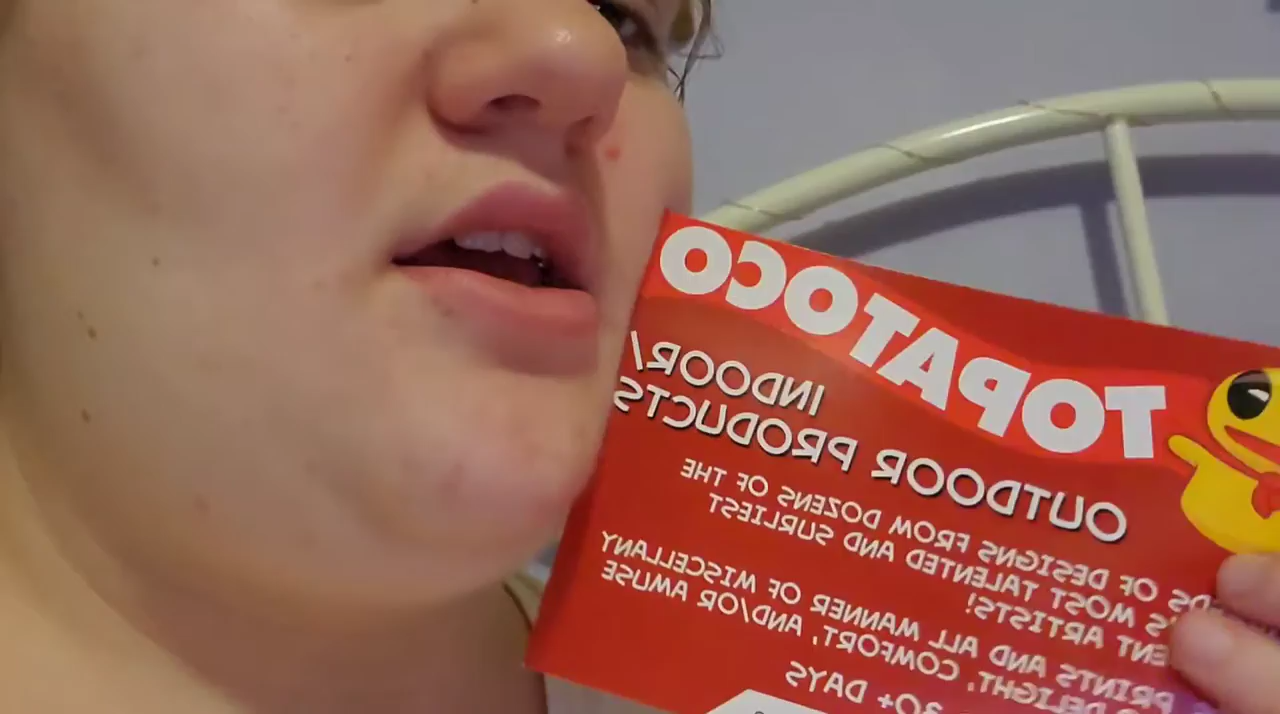 TOPATOCO
INDOOR/
OUTDOOR PRODUCTS
OF DESIGNS FROM DOZENS OF THE
MOST TALENTED AND SURLIEST
ARTISTS!
PRINTS AND ALL MANNER OF MISCELLANY
DELIGHT, COMFORT, AND/OR AMUSE
30+ DAYS